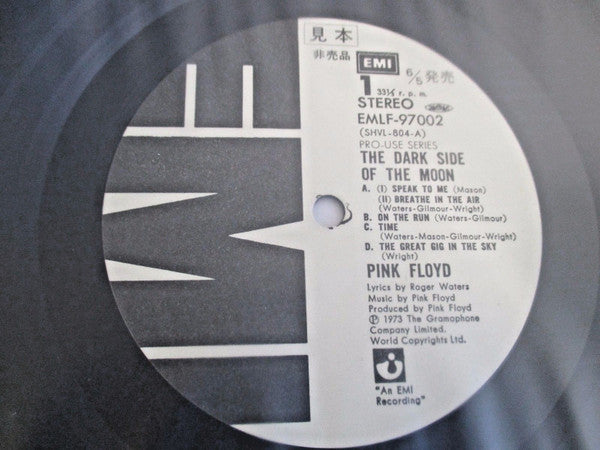 見本
非売品
EMI
1
6/5 発売
33⅓ r.p.m.
STEREO
EMLF-97002
(SHVL-804-A)
PRO-USE SERIES
THE DARK SIDE
OF THE MOON
A. (I) SPEAK TO ME (Mason)
(II) BREATHE IN THE AIR
(Waters-Gilmour-Wright)
B. ON THE RUN (Waters-Gilmour)
C. TIME
(Waters-Mason-Gilmour-Wright)
D. THE GREAT GIG IN THE SKY
(Wright)
PINK FLOYD
Lyrics by Roger Waters
Music by Pink Floyd
Produced by Pink Floyd
Ⓟ 1973 The Gramophone
Company Limited.
World Copyrights Ltd.
"An EMI
Recording"
EMI